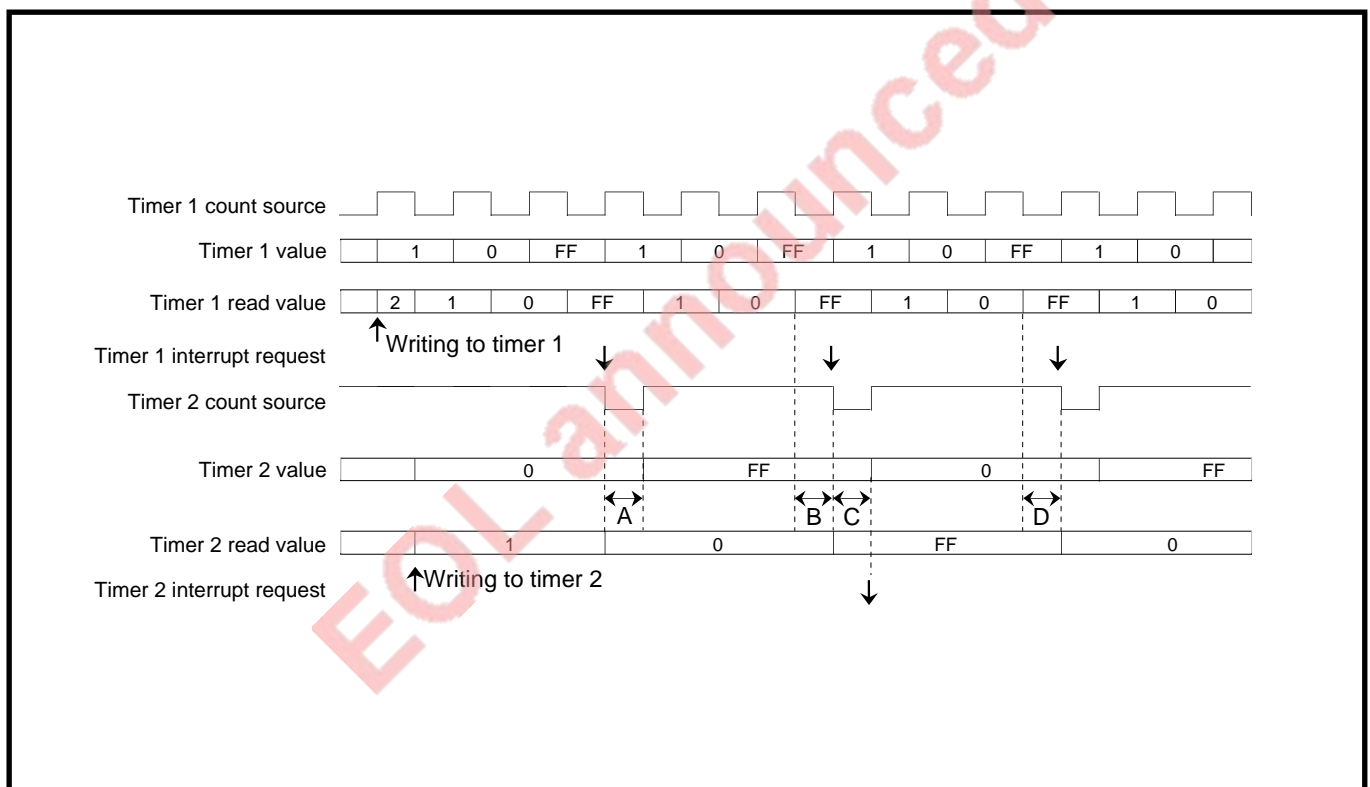 EOL announced
Timer 1 count source
Timer 1 value 1 0 FF 1 0 FF 1 0 FF 1 0
Timer 1 read value 2 1 0 FF 1 0 FF 1 0 FF 1 0
Writing to timer 1
Timer 1 interrupt request
Timer 2 count source
Timer 2 value 0 FF 0 FF
A B C D
Timer 2 read value 1 0 FF 0
Writing to timer 2
Timer 2 interrupt request